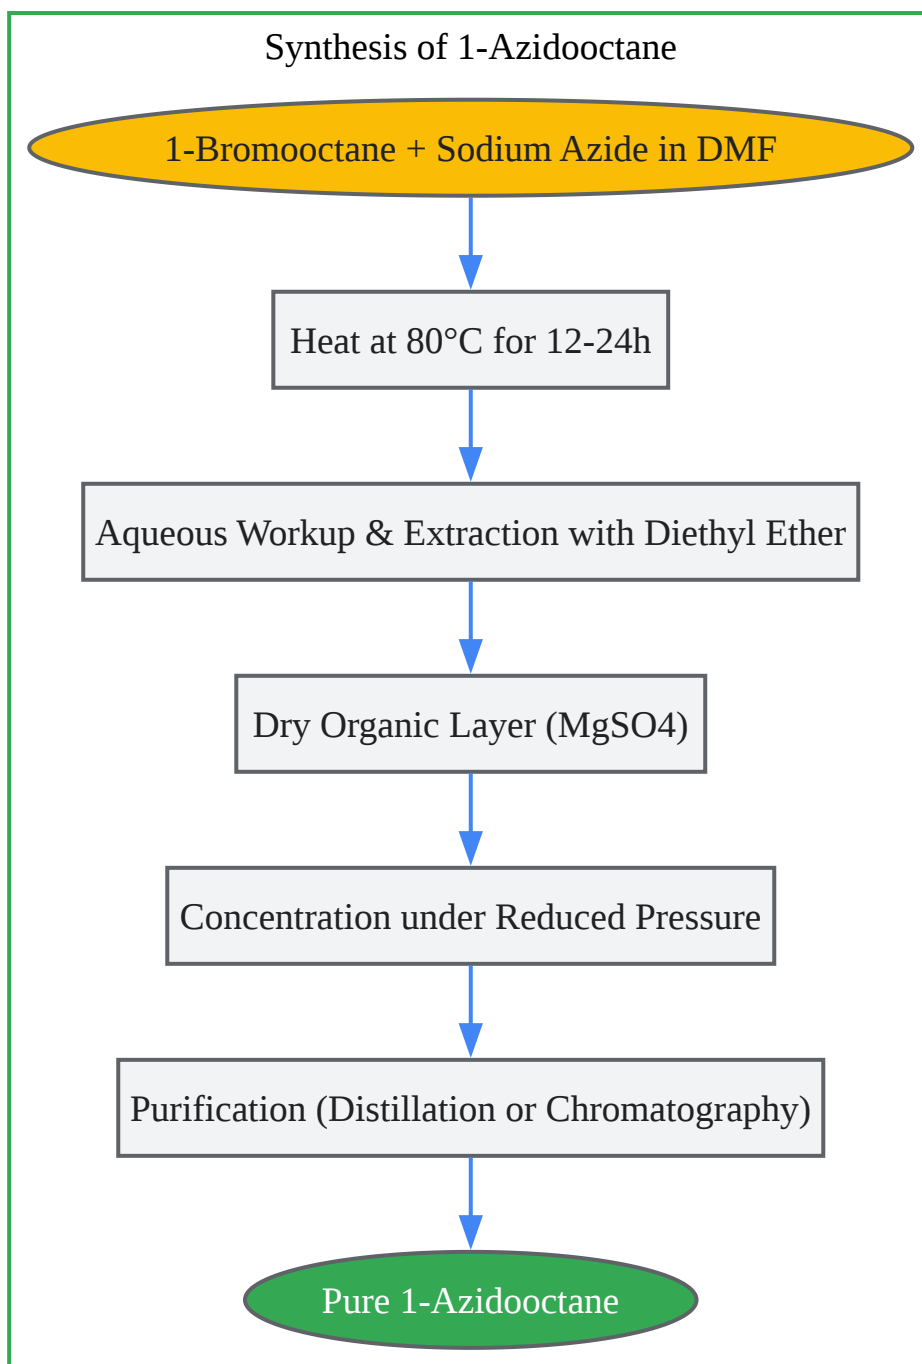 Synthesis of 1-Azidooctane
1-Bromooctane + Sodium Azide in DMF
Heat at 80°C for 12-24h
Aqueous Workup & Extraction with Diethyl Ether
Dry Organic Layer (MgSO4)
Concentration under Reduced Pressure
Purification (Distillation or Chromatography)
Pure 1-Azidooctane